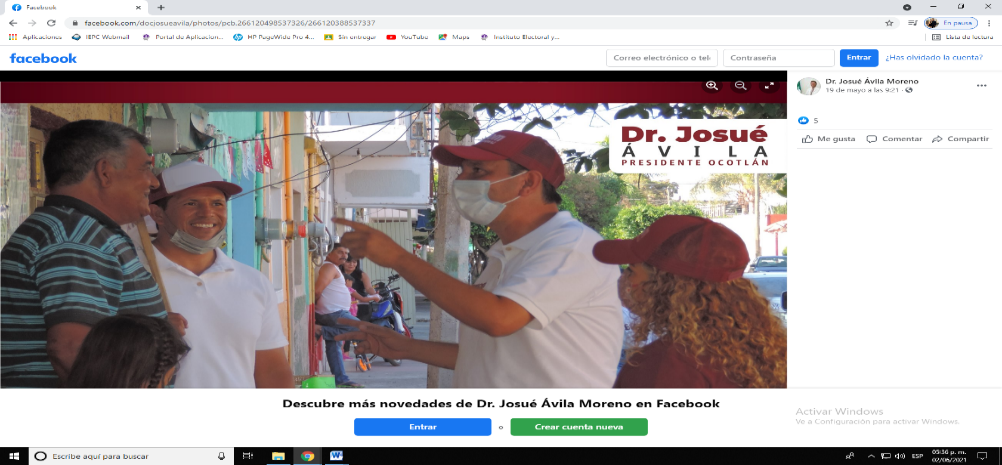 Facebook
facebook.com/docjosueavila/photos/pcb.266120498537326/266120308537337
En pausa
Aplicaciones
IEPC Webmail
Portal de Aplicacion...
HP PageWide Pro 4...
Sin entregar
YouTube
Maps
Instituto Electoral y...
Lista de lectura
facebook
Correo electrónico o telé
Contraseña
Entrar
¿Has olvidado la cuenta?
Dr. Josué Ávila Moreno
19 de mayo a las 9:21
5
Me gusta
Comentar
Compartir
Dr. Josué
ÁVILA
PRESIDENTE OCOTLÁN
Descubre más novedades de Dr. Josué Ávila Moreno en Facebook
Entrar
o
Crear cuenta nueva
Activar Windows
Ve a Configuración para activar Windows.
Escribe aquí para buscar
ESP
05:36 p. m.
02/06/2021